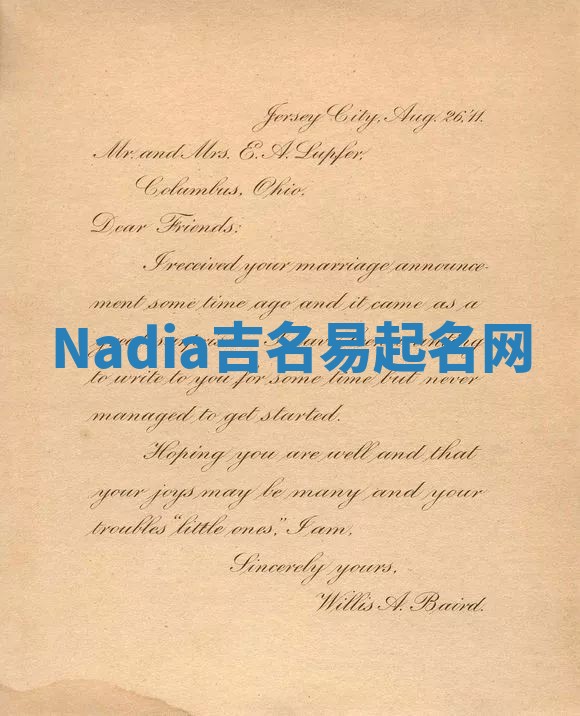 Jersey City, Aug. 26, '11.
Mr. and Mrs. E. A. Lupfer,
Columbus, Ohio.
Dear Friends:
I received your marriage announce-
ment some time ago and it came as a
Nadia吉名易起名网
to write to you for some time but never
managed to get started.
Hoping you are well and that
your joys may be many and your
troubles "little ones," I am,
Sincerely yours,
Willis A. Baird.